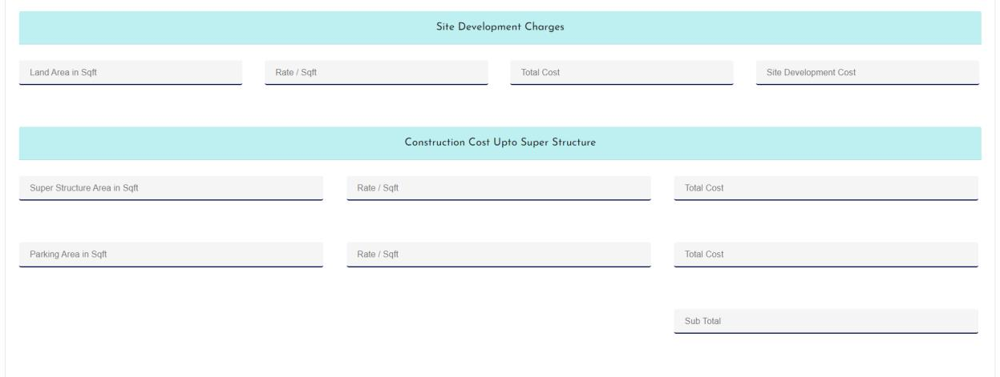 Site Development Charges
Land Area in Sqft Rate / Sqft Total Cost Site Development Cost
Construction Cost Upto Super Structure
Super Structure Area in Sqft Rate / Sqft Total Cost
Parking Area in Sqft Rate / Sqft Total Cost
Sub Total